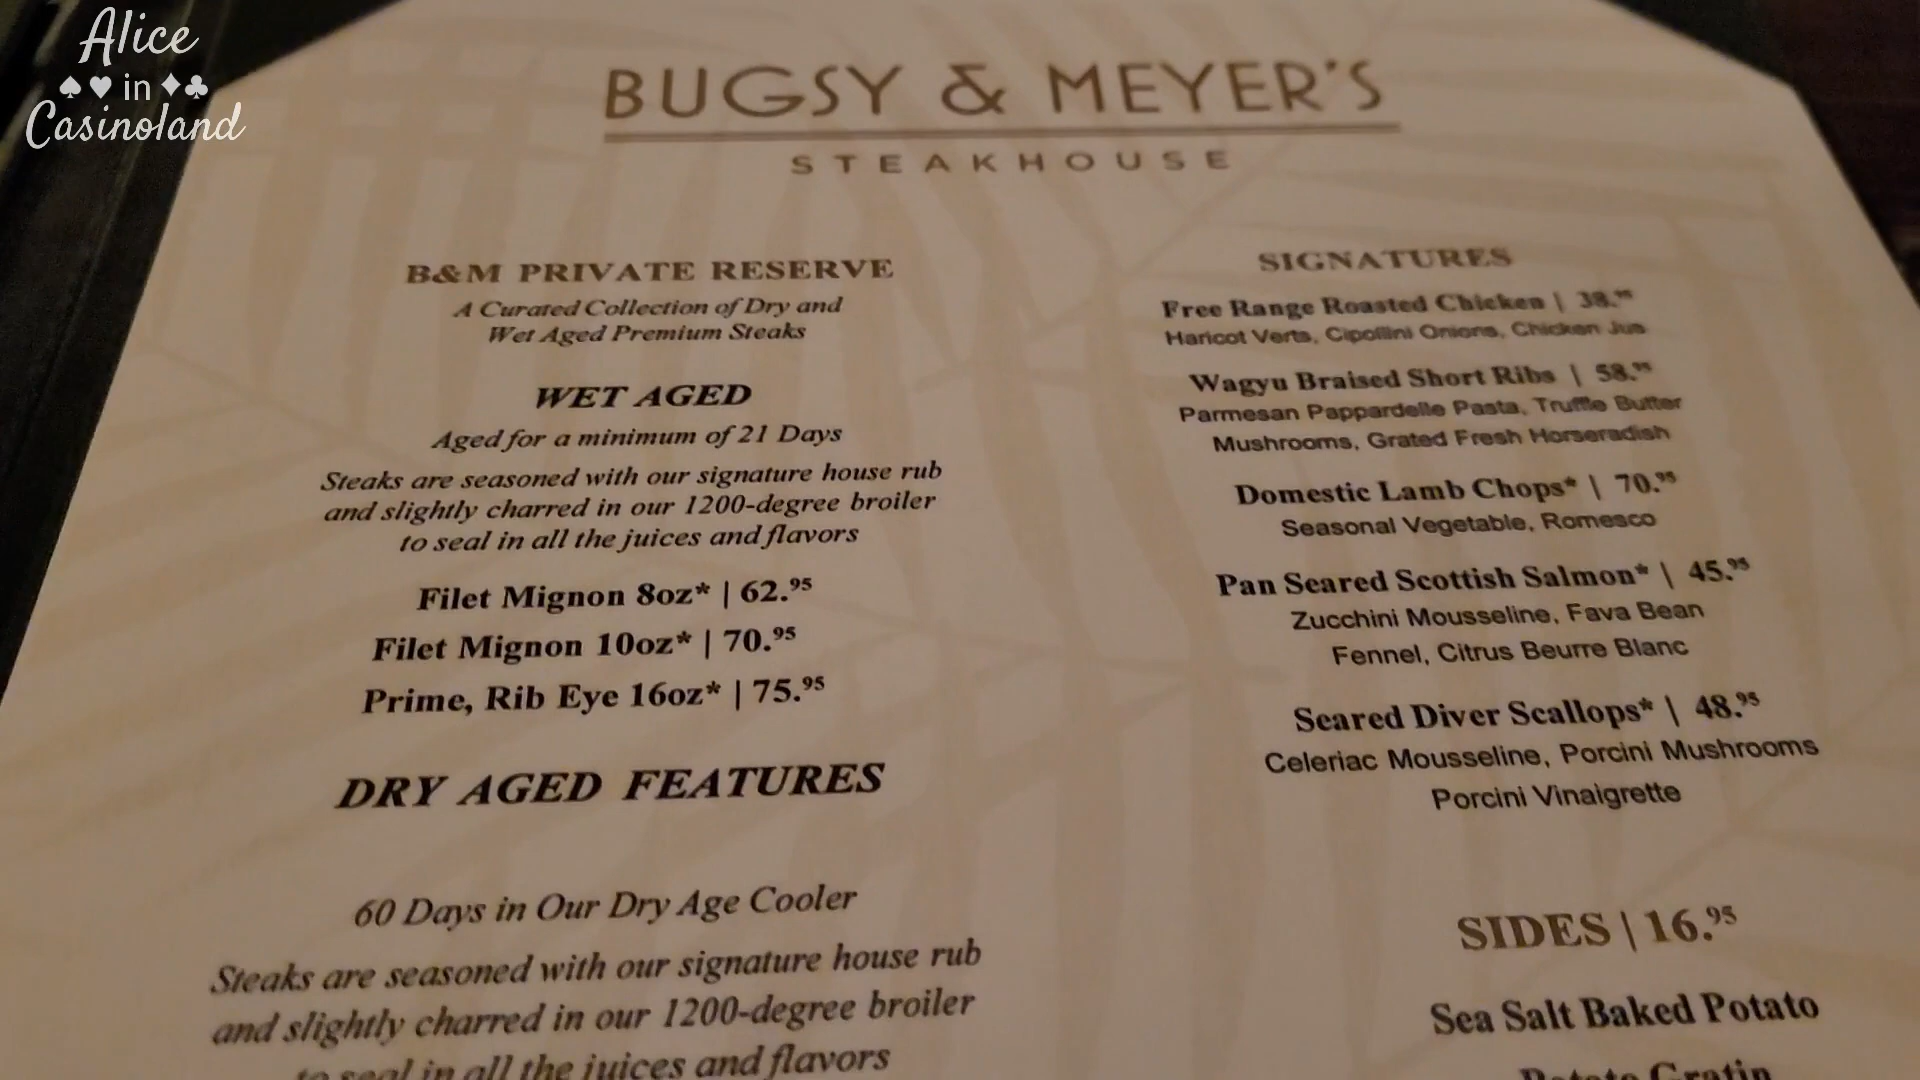 Alice
in
Casinoland
BUGSY & MEYER'S
STEAKHOUSE
B&M PRIVATE RESERVE
A Curated Collection of Dry and
Wet Aged Premium Steaks
WET AGED
Aged for a minimum of 21 Days
Steaks are seasoned with our signature house rub
and slightly charred in our 1200-degree broiler
to seal in all the juices and flavors
Filet Mignon 8oz* | 62.95
Filet Mignon 10oz* | 70.95
Prime, Rib Eye 16oz* | 75.95
DRY AGED FEATURES
60 Days in Our Dry Age Cooler
Steaks are seasoned with our signature house rub
and slightly charred in our 1200-degree broiler
to seal in all the juices and flavors
SIGNATURES
Free Range Roasted Chicken | 38.95
Haricot Verts, Cipollini Onions, Chicken Jus
Wagyu Braised Short Ribs | 58.95
Parmesan Pappardelle Pasta, Truffle Butter
Mushrooms, Grated Fresh Horseradish
Domestic Lamb Chops* | 70.95
Seasonal Vegetable, Romesco
Pan Seared Scottish Salmon* | 45.95
Zucchini Mousseline, Fava Bean
Fennel, Citrus Beurre Blanc
Seared Diver Scallops* | 48.95
Celeriac Mousseline, Porcini Mushrooms
Porcini Vinaigrette
SIDES | 16.95
Sea Salt Baked Potato
Potato Gratin